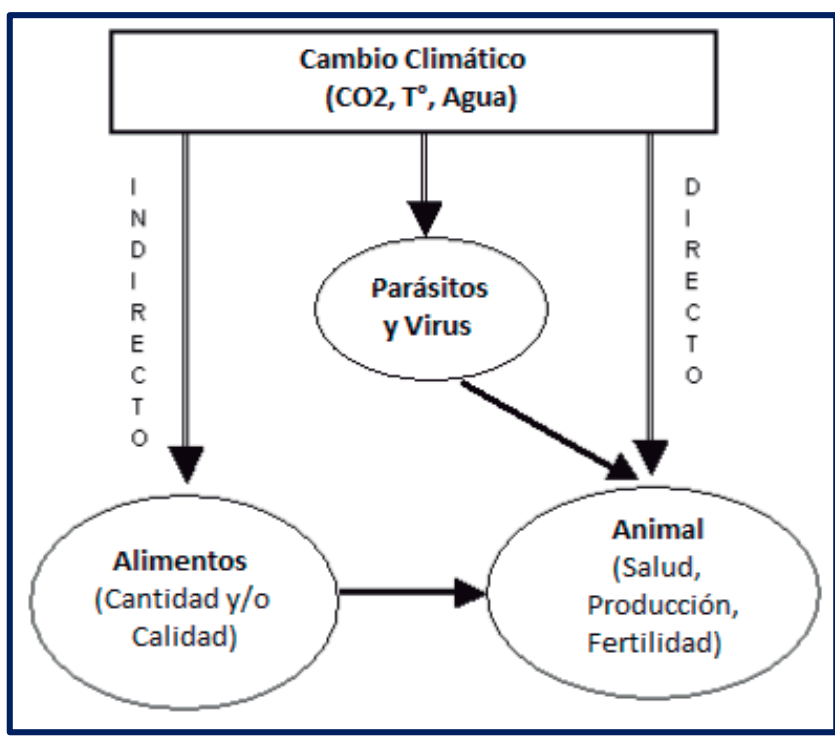 Cambio Climático
(CO2, T°, Agua)
INDIRECTO
DIRECTO
Parásitos
y Virus
Alimentos
(Cantidad y/o
Calidad)
Animal
(Salud,
Producción,
Fertilidad)